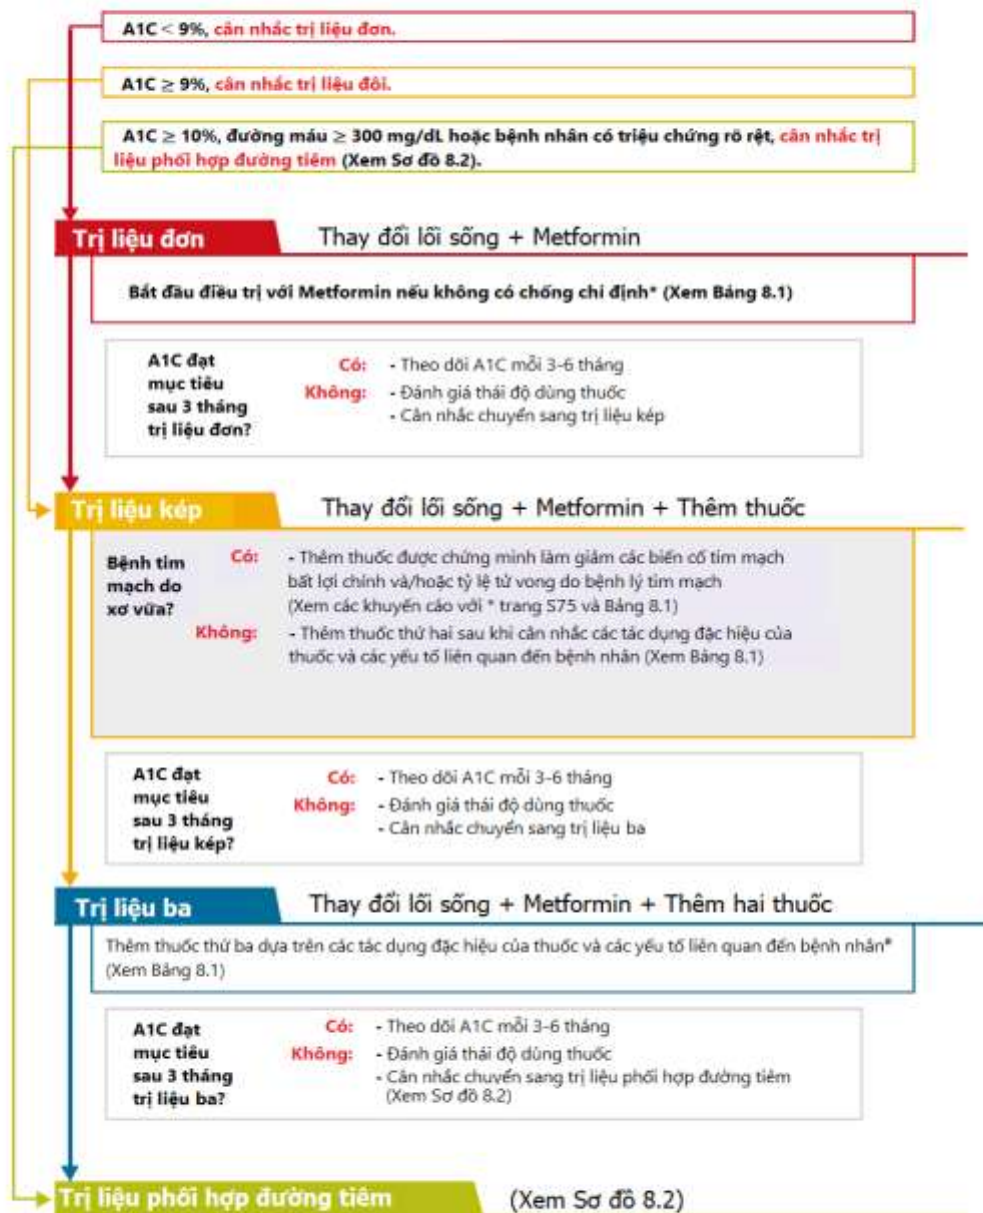 A1C < 9%, cân nhắc trị liệu đơn.
A1C ≥ 9%, cân nhắc trị liệu đôi.
A1C ≥ 10%, đường máu ≥ 300 mg/dL hoặc bệnh nhân có triệu chứng rõ rệt, cân nhắc trị
liệu phối hợp đường tiêm (Xem Sơ đồ 8.2).
Trị liệu đơn
Thay đổi lối sống + Metformin
Bắt đầu điều trị với Metformin nếu không có chống chỉ định* (Xem Bảng 8.1)
A1C đạt
mục tiêu
sau 3 tháng
trị liệu đơn?
Có: - Theo dõi A1C mỗi 3-6 tháng
Không: - Đánh giá thái độ dùng thuốc
- Cân nhắc chuyển sang trị liệu kép
Trị liệu kép
Thay đổi lối sống + Metformin + Thêm thuốc
Bệnh tim
mạch do
xơ vữa?
Có: - Thêm thuốc được chứng minh làm giảm các biến cố tim mạch
bất lợi chính và/hoặc tỷ lệ tử vong do bệnh lý tim mạch
(Xem các khuyến cáo với * trang S75 và Bảng 8.1)
Không: - Thêm thuốc thứ hai sau khi cân nhắc các tác dụng đặc hiệu của
thuốc và các yếu tố liên quan đến bệnh nhân (Xem Bảng 8.1)
A1C đạt
mục tiêu
sau 3 tháng
trị liệu kép?
Có: - Theo dõi A1C mỗi 3-6 tháng
Không: - Đánh giá thái độ dùng thuốc
- Cân nhắc chuyển sang trị liệu ba
Trị liệu ba
Thay đổi lối sống + Metformin + Thêm hai thuốc
Thêm thuốc thứ ba dựa trên các tác dụng đặc hiệu của thuốc và các yếu tố liên quan đến bệnh nhân*
(Xem Bảng 8.1)
A1C đạt
mục tiêu
sau 3 tháng
trị liệu ba?
Có: - Theo dõi A1C mỗi 3-6 tháng
Không: - Đánh giá thái độ dùng thuốc
- Cân nhắc chuyển sang trị liệu phối hợp đường tiêm
(Xem Sơ đồ 8.2)
Trị liệu phối hợp đường tiêm
(Xem Sơ đồ 8.2)